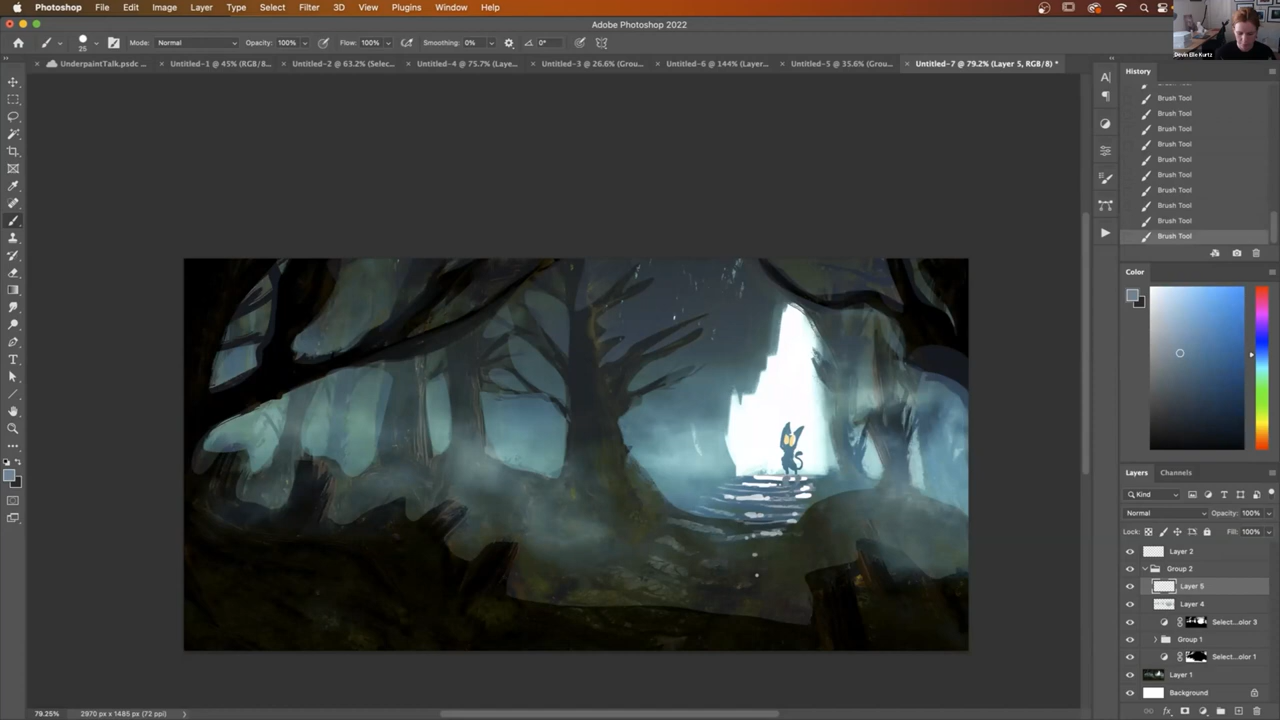 Photoshop File Edit Image Layer Type Select Filter 3D View Plugins Window Help
Adobe Photoshop 2022
25 Mode: Normal Opacity: 100% Flow: 100% Smoothing: 0% 0°
UnderpaintTalk.psdc ... Untitled-1 @ 45% (RGB/8... Untitled-2 @ 63.2% (Selec... Untitled-4 @ 75.7% (Laye... Untitled-3 @ 26.6% (Grou... Untitled-6 @ 144% (Layer... Untitled-5 @ 35.6% (Grou... Untitled-7 @ 79.2% (Layer 5, RGB/8) *
Devin Elle Kurtz
History
Brush Tool
Brush Tool
Brush Tool
Brush Tool
Brush Tool
Brush Tool
Brush Tool
Brush Tool
Brush Tool
Brush Tool
Color
Layers Channels
Kind
Normal Opacity: 100%
Lock: Fill: 100%
Layer 2
Group 2
Layer 5
Layer 4
Select...olor 3
Group 1
Select...olor 1
Layer 1
Background
79.25% 2970 px x 1485 px (72 ppi)